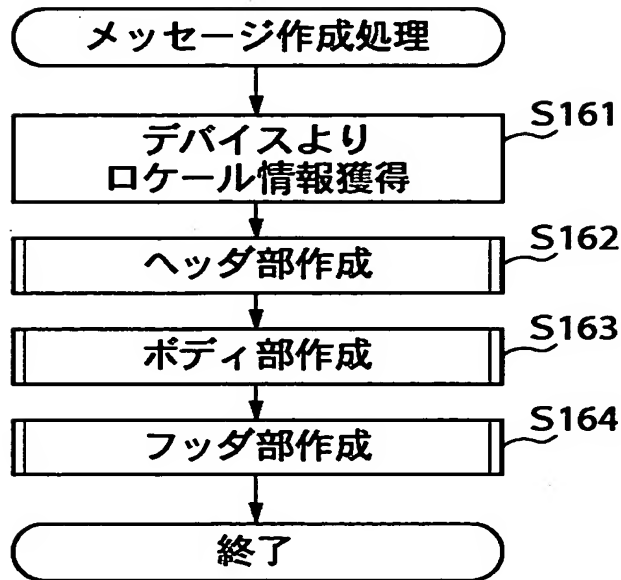 メッセージ作成処理
S161
デバイスより
ロケール情報獲得
S162
ヘッダ部作成
S163
ボディ部作成
S164
フッダ部作成
終了